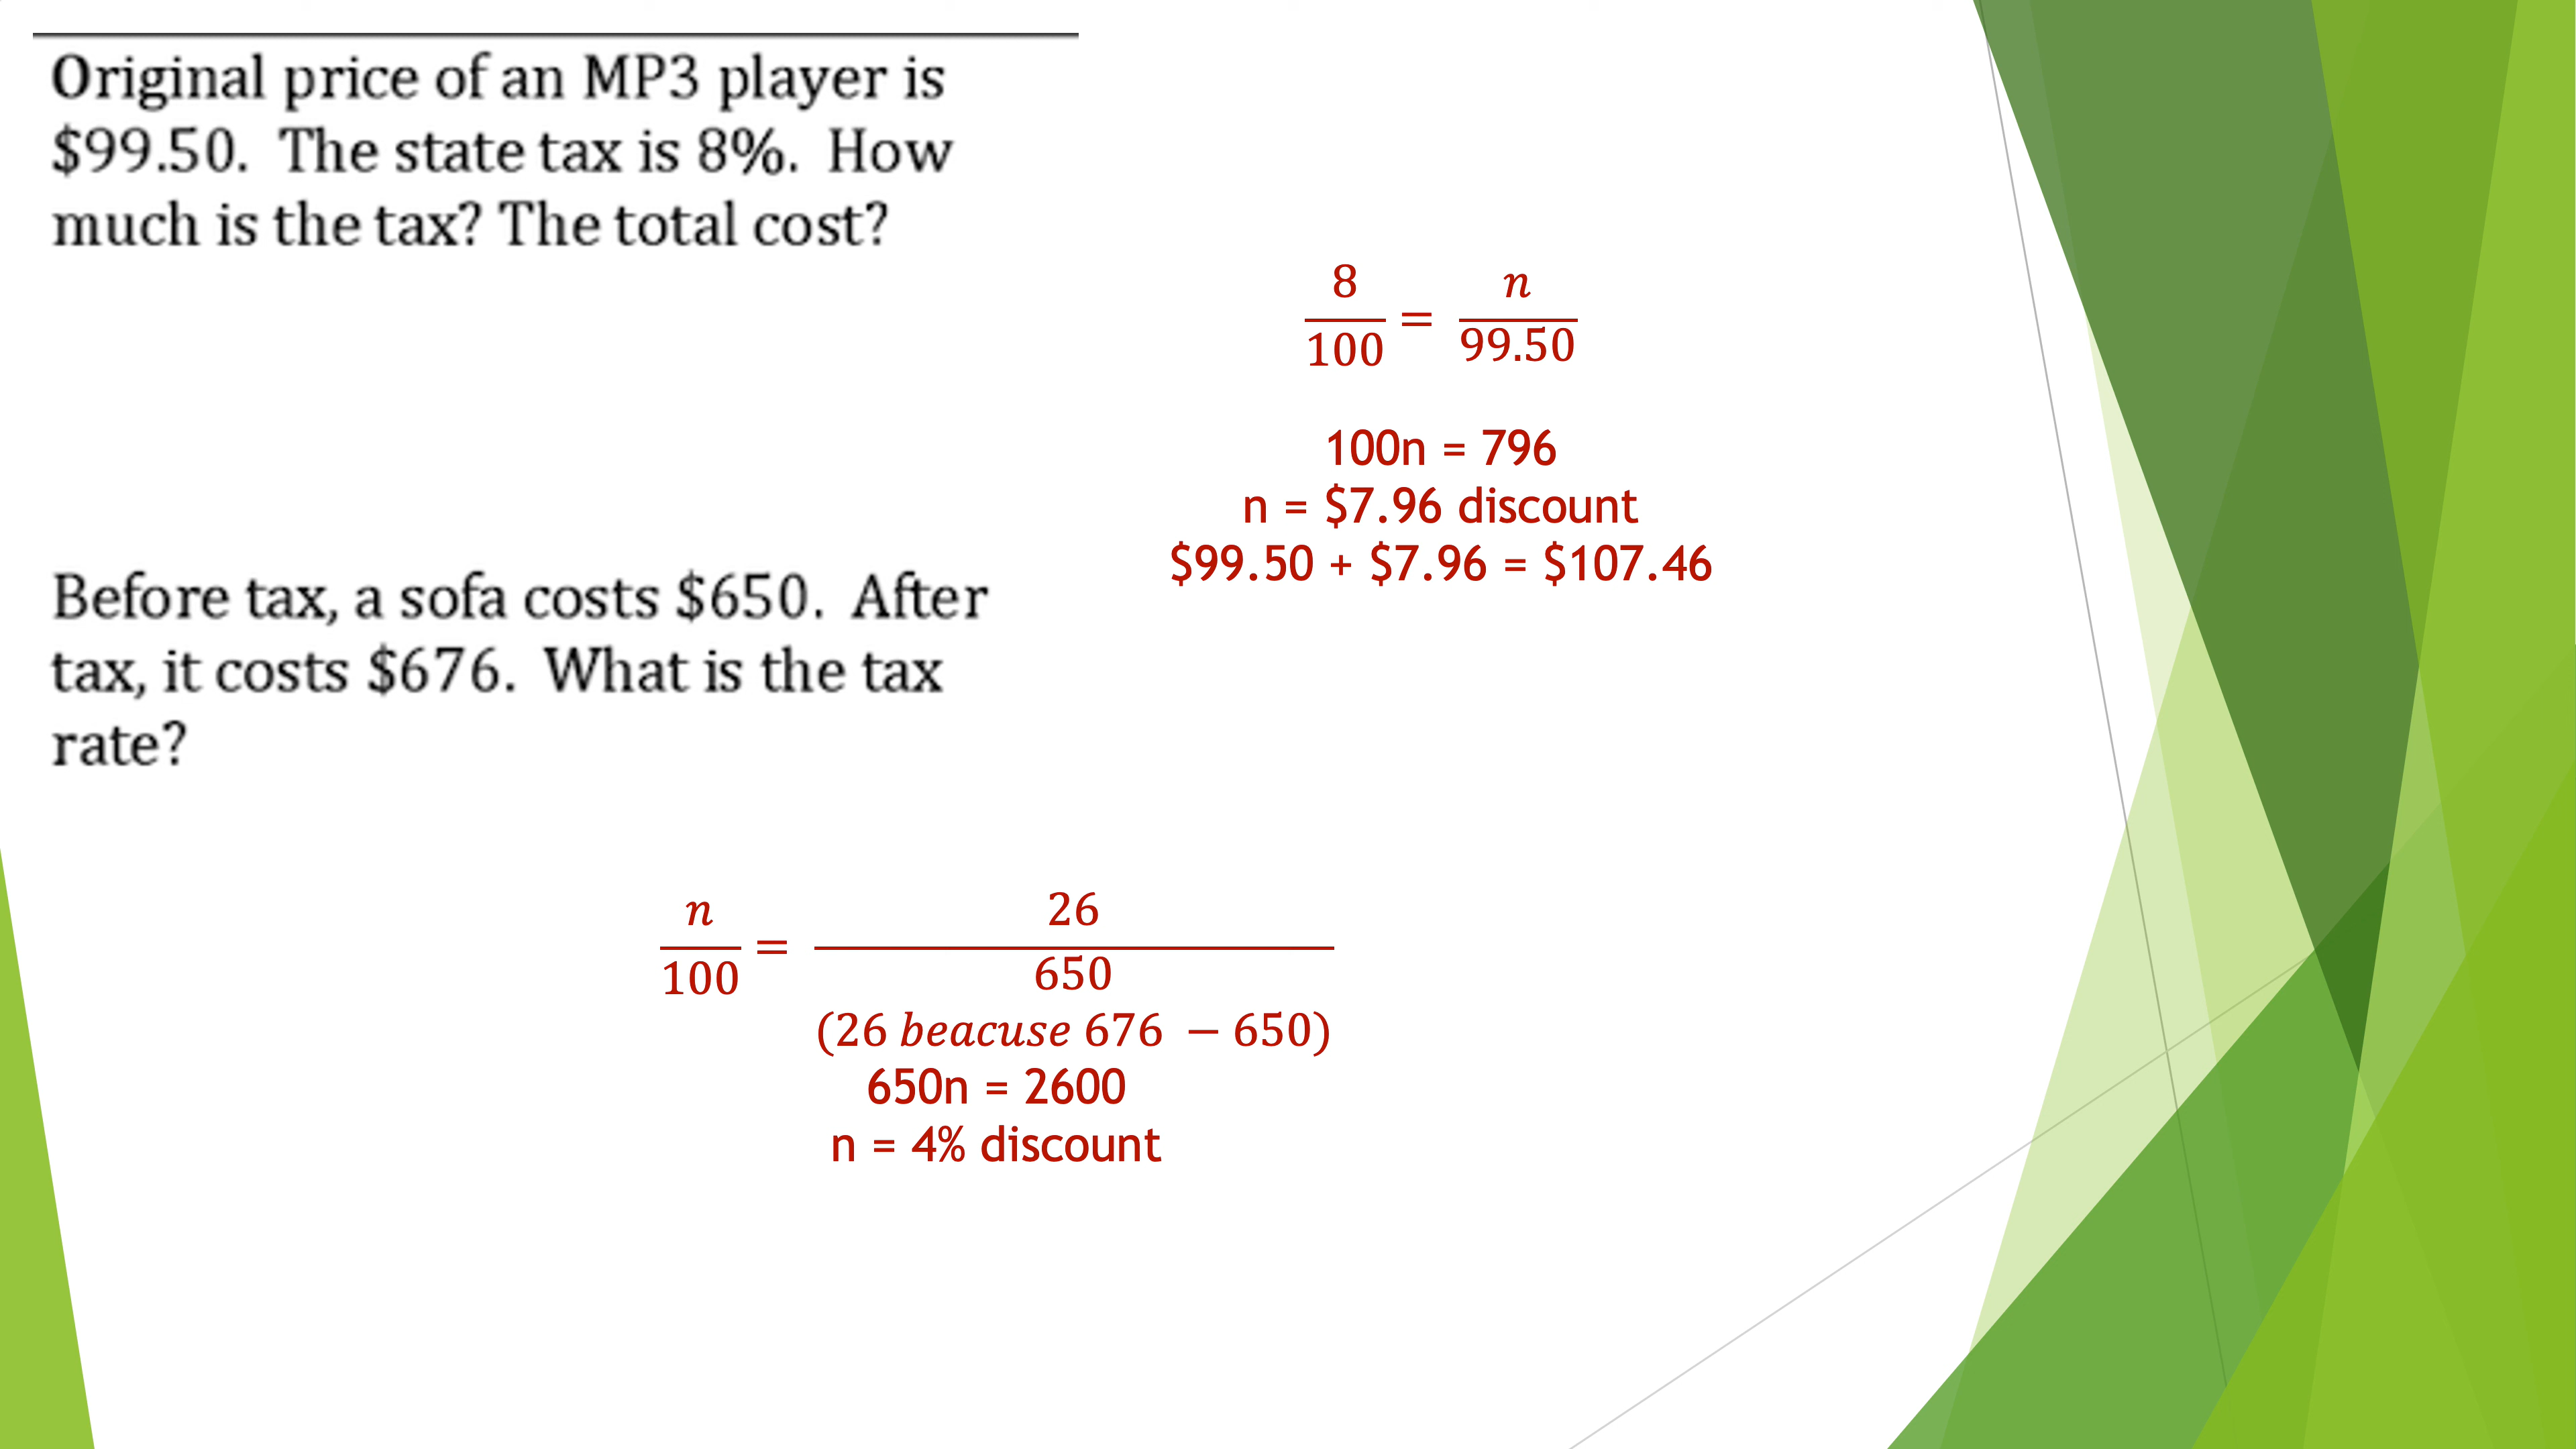 Original price of an MP3 player is
$99.50. The state tax is 8%. How
much is the tax? The total cost?
8/100 = n/99.50
100n = 796
n = $7.96 discount
$99.50 + $7.96 = $107.46
Before tax, a sofa costs $650. After
tax, it costs $676. What is the tax
rate?
n/100 = 26/650
(26 beacuse 676 − 650)
650n = 2600
n = 4% discount